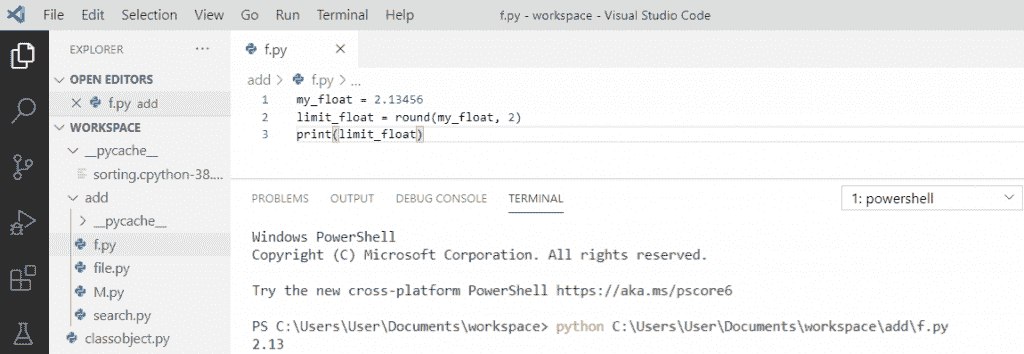 File Edit Selection View Go Run Terminal Help f.py - workspace - Visual Studio Code
EXPLORER ...
OPEN EDITORS
f.py add
WORKSPACE
__pycache__
sorting.cpython-38....
add
__pycache__
f.py
file.py
M.py
search.py
classobject.py
f.py
add > f.py > ...
1 my_float = 2.13456
2 limit_float = round(my_float, 2)
3 print(limit_float)
PROBLEMS OUTPUT DEBUG CONSOLE TERMINAL 1: powershell
Windows PowerShell
Copyright (C) Microsoft Corporation. All rights reserved.
Try the new cross-platform PowerShell https://aka.ms/pscore6
PS C:\Users\User\Documents\workspace> python C:\Users\User\Documents\workspace\add\f.py
2.13